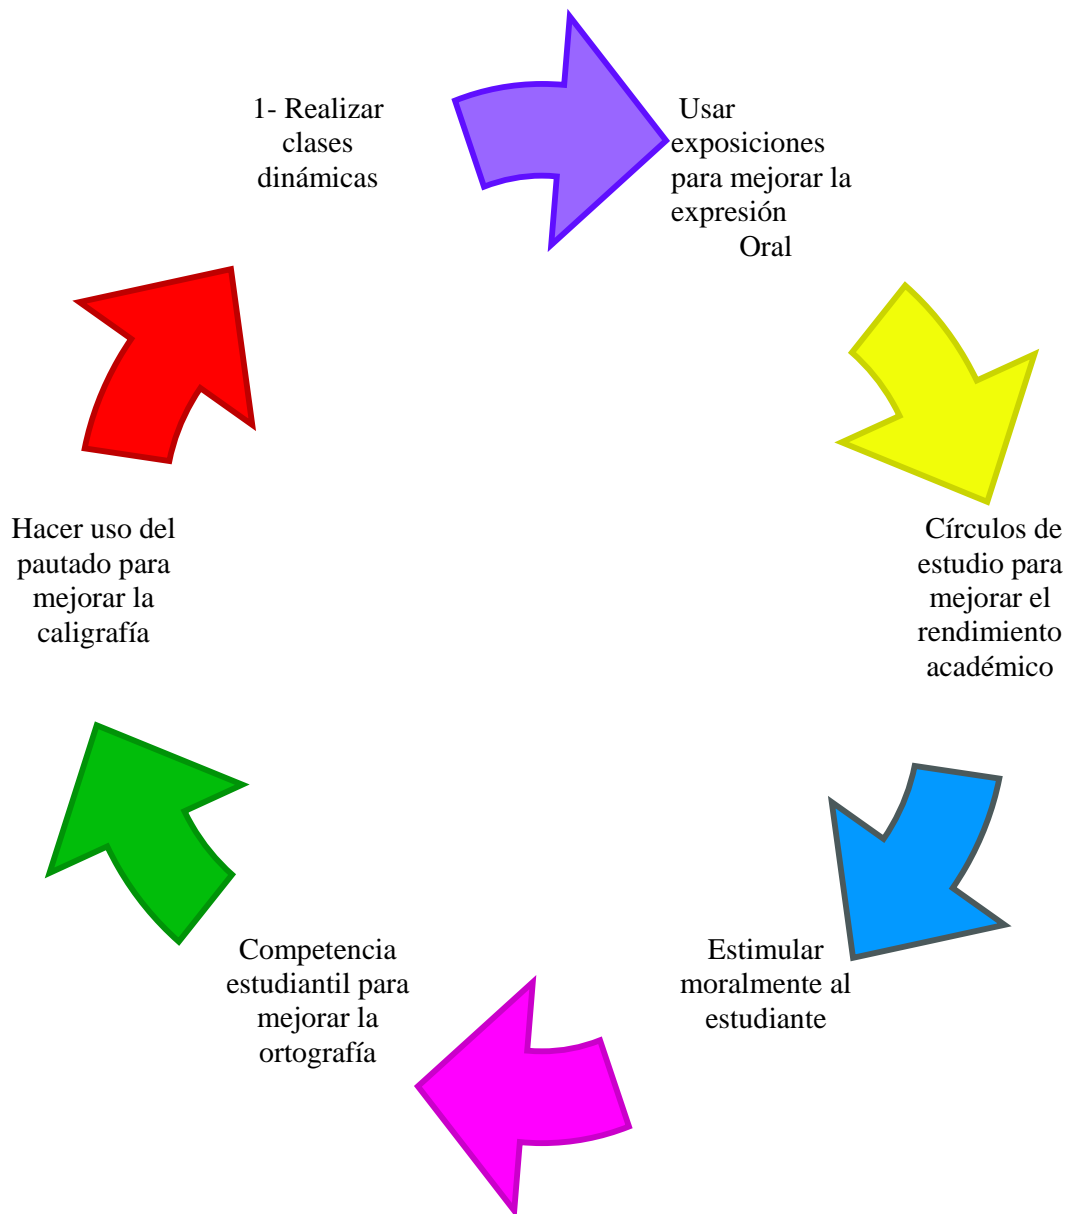 1- Realizar
clases
dinámicas
Usar
exposiciones
para mejorar la
expresión
Oral
Círculos de
estudio para
mejorar el
rendimiento
académico
Estimular
moralmente al
estudiante
Competencia
estudiantil para
mejorar la
ortografía
Hacer uso del
pautado para
mejorar la
caligrafía